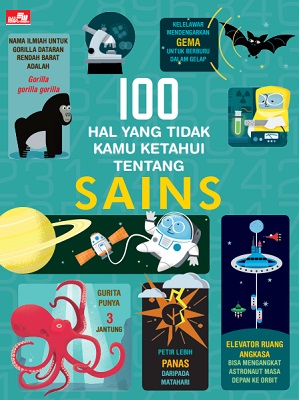 NAMA ILMIAH UNTUK
GORILLA DATARAN
RENDAH BARAT
ADALAH
Gorilla
gorilla gorilla
KELELAWAR
MENDENGARKAN
GEMA
UNTUK BERBURU
DALAM GELAP
100
HAL YANG TIDAK
KAMU KETAHUI
TENTANG
SAINS
GURITA
PUNYA
3
JANTUNG
PETIR LEBIH
PANAS
DARIPADA
MATAHARI
ELEVATOR RUANG
ANGKASA
BISA MENGANGKAT
ASTRONAUT MASA
DEPAN KE ORBIT